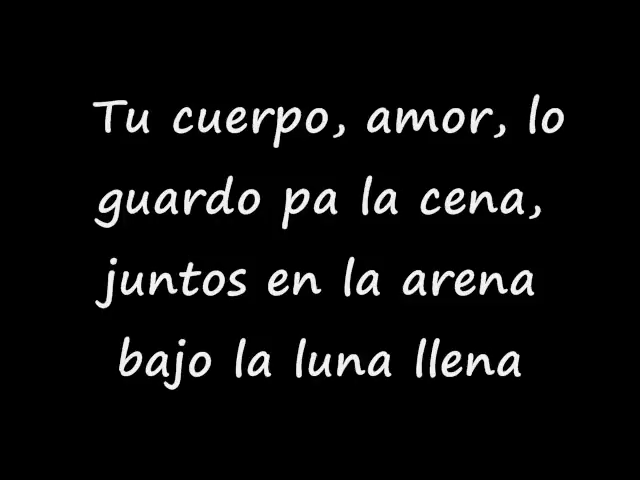 Tu cuerpo, amor, lo
guardo pa la cena,
juntos en la arena
bajo la luna llena